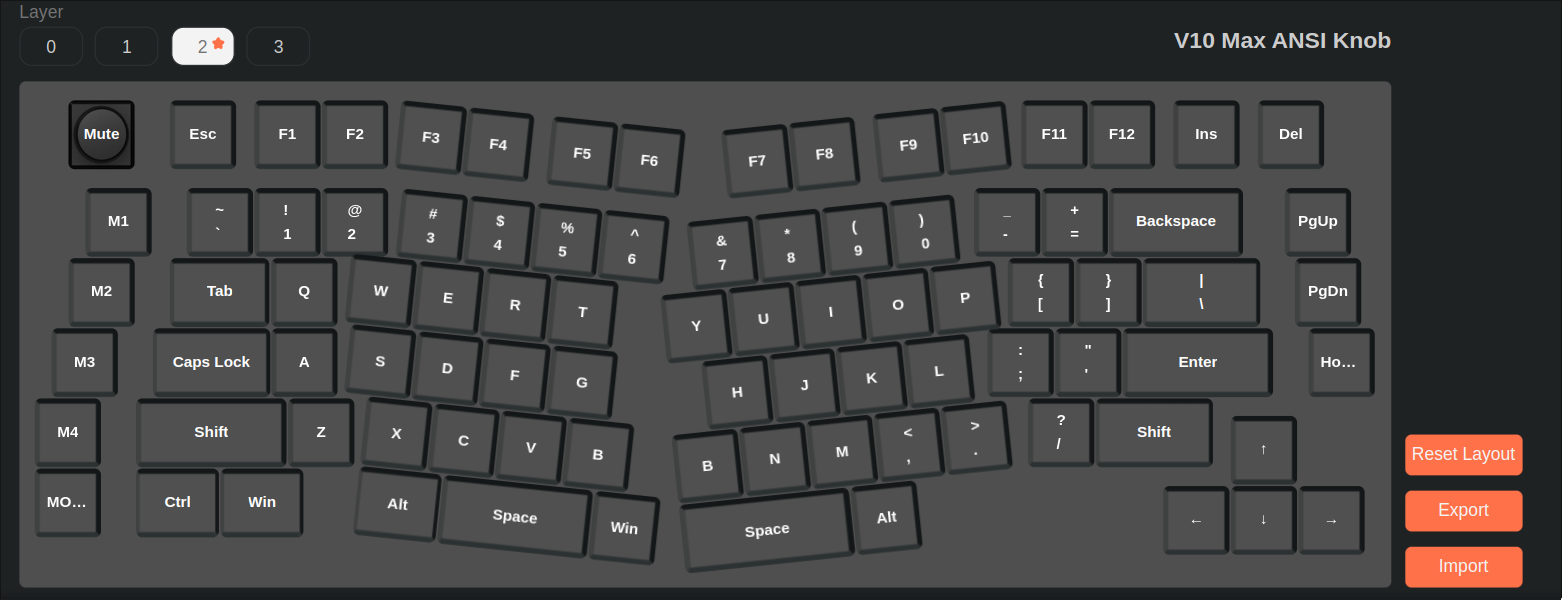 Layer
0 1 2 3
V10 Max ANSI Knob
Mute Esc F1 F2 F3 F4 F5 F6 F7 F8 F9 F10 F11 F12 Ins Del
M1 ~ ! @ # $ % ^ & * ( ) _ + Backspace PgUp
` 1 2 3 4 5 6 7 8 9 0 - =
M2 Tab Q W E R T Y U I O P { } | PgDn
[ ] \
M3 Caps Lock A S D F G H J K L : " Enter Ho...
; '
M4 Shift Z X C V B B N M < > ? Shift ↑
, . /
MO... Ctrl Win Alt Space Win Space Alt ← ↓ →
Reset Layout
Export
Import